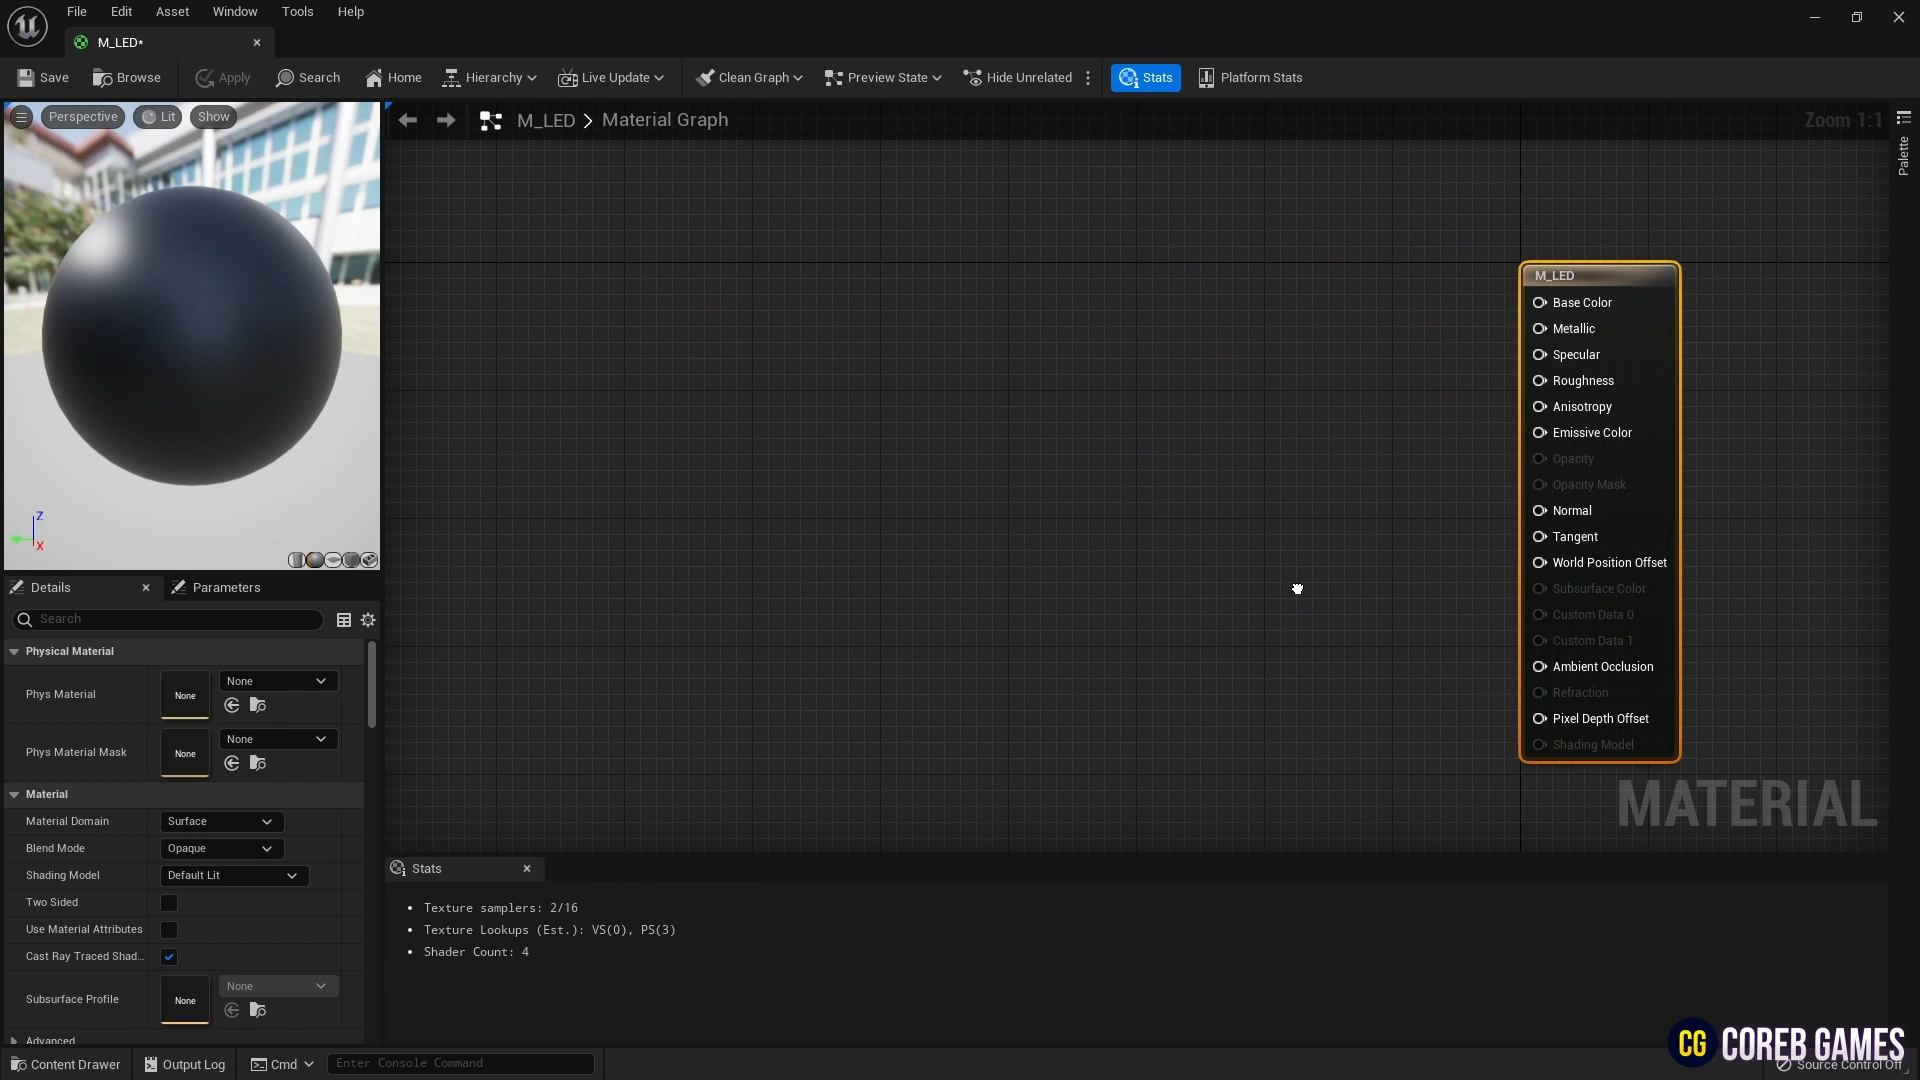 File Edit Asset Window Tools Help
M_LED*
Save Browse Apply Search Home Hierarchy Live Update Clean Graph Preview State Hide Unrelated Stats Platform Stats
Perspective Lit Show
M_LED > Material Graph
Zoom 1:1
Palette
M_LED
Base Color
Metallic
Specular
Roughness
Anisotropy
Emissive Color
Opacity
Opacity Mask
Normal
Tangent
World Position Offset
Subsurface Color
Custom Data 0
Custom Data 1
Ambient Occlusion
Refraction
Pixel Depth Offset
Shading Model
MATERIAL
Z
X
Details Parameters
Search
Physical Material
Phys Material None None
Phys Material Mask None None
Material
Material Domain Surface
Blend Mode Opaque
Shading Model Default Lit
Two Sided
Use Material Attributes
Cast Ray Traced Shad...
Subsurface Profile None None
Advanced
Stats
• Texture samplers: 2/16
• Texture Lookups (Est.): VS(0), PS(3)
• Shader Count: 4
Content Drawer Output Log Cmd Enter Console Command
CG COREB GAMES
Source Control Off